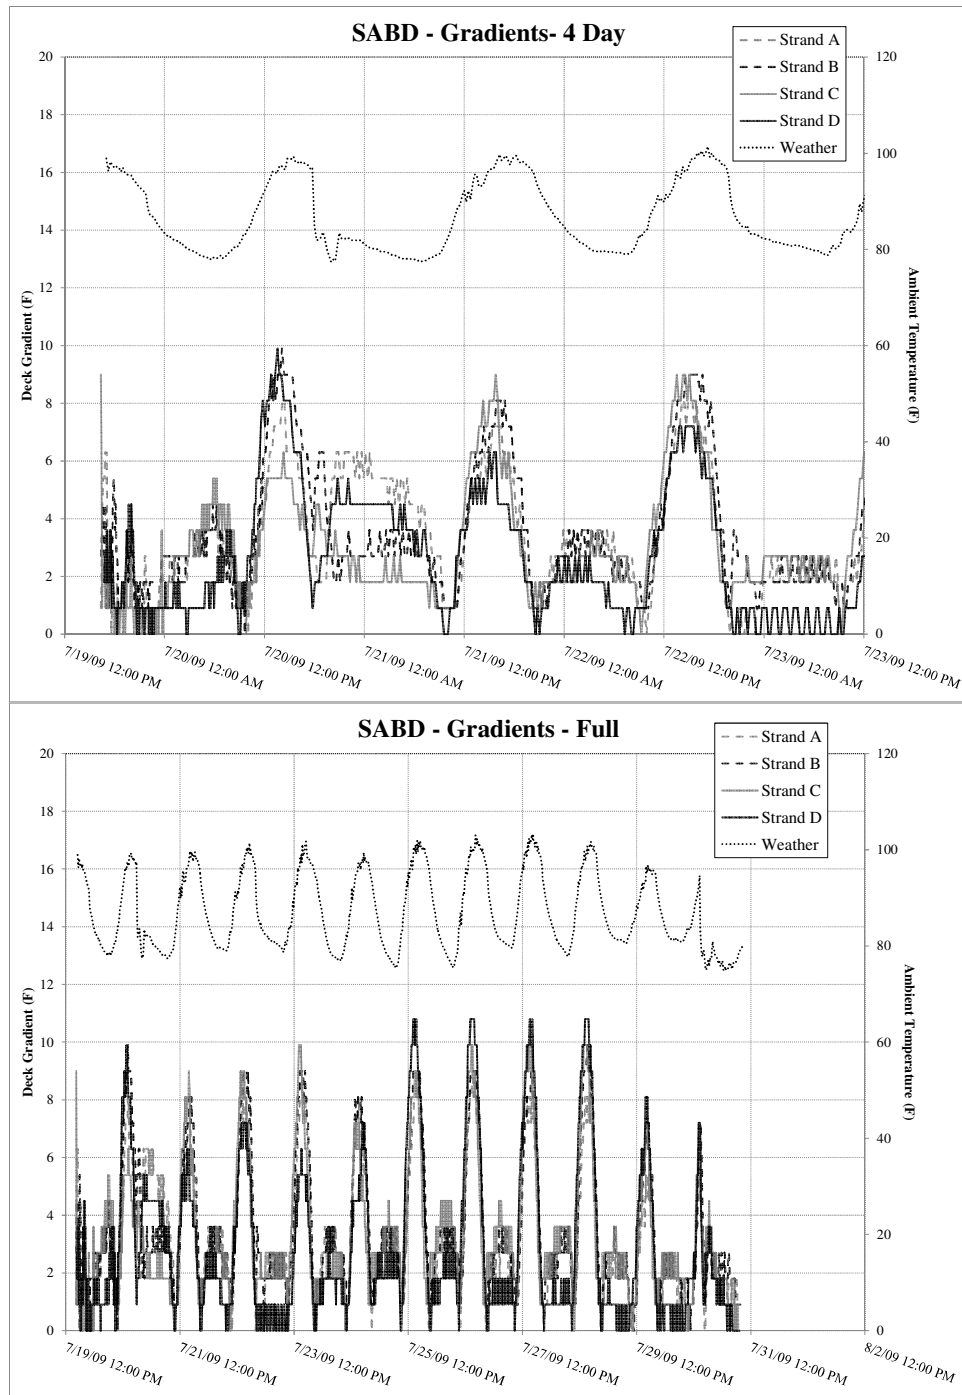 SABD - Gradients- 4 Day
Strand A
Strand B
Strand C
Strand D
Weather
20
18
16
14
12
10
8
6
4
2
0
120
100
80
60
40
20
0
Deck Gradient (F)
Ambient Temperature (F)
7/19/09 12:00 PM
7/20/09 12:00 AM
7/20/09 12:00 PM
7/21/09 12:00 AM
7/21/09 12:00 PM
7/22/09 12:00 AM
7/22/09 12:00 PM
7/23/09 12:00 AM
7/23/09 12:00 PM
SABD - Gradients - Full
Strand A
Strand B
Strand C
Strand D
Weather
20
18
16
14
12
10
8
6
4
2
0
120
100
80
60
40
20
0
Deck Gradient (F)
Ambient Temperature (F)
7/19/09 12:00 PM
7/21/09 12:00 PM
7/23/09 12:00 PM
7/25/09 12:00 PM
7/27/09 12:00 PM
7/29/09 12:00 PM
7/31/09 12:00 PM
8/2/09 12:00 PM